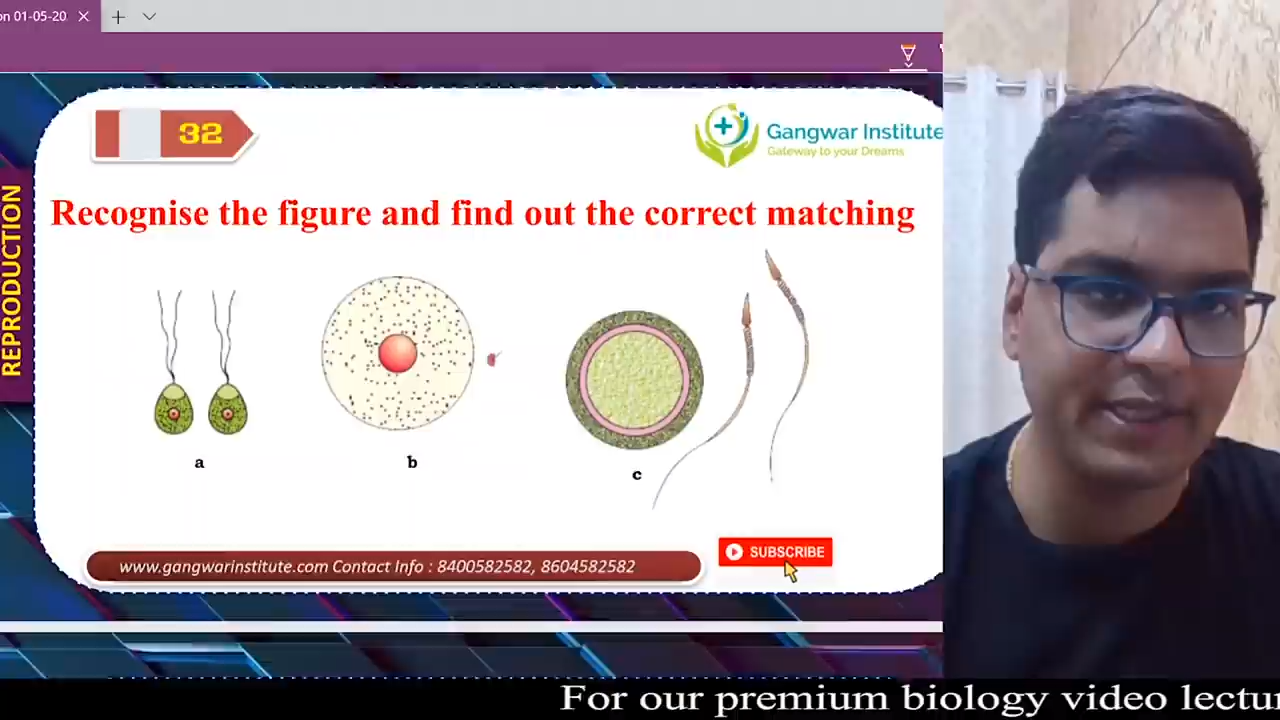 on 01-05-20
REPRODUCTION
32
Gangwar Institute
Gateway to your Dreams
Recognise the figure and find out the correct matching
a
b
c
www.gangwarinstitute.com Contact Info : 8400582582, 8604582582
SUBSCRIBE
For our premium biology video lectu